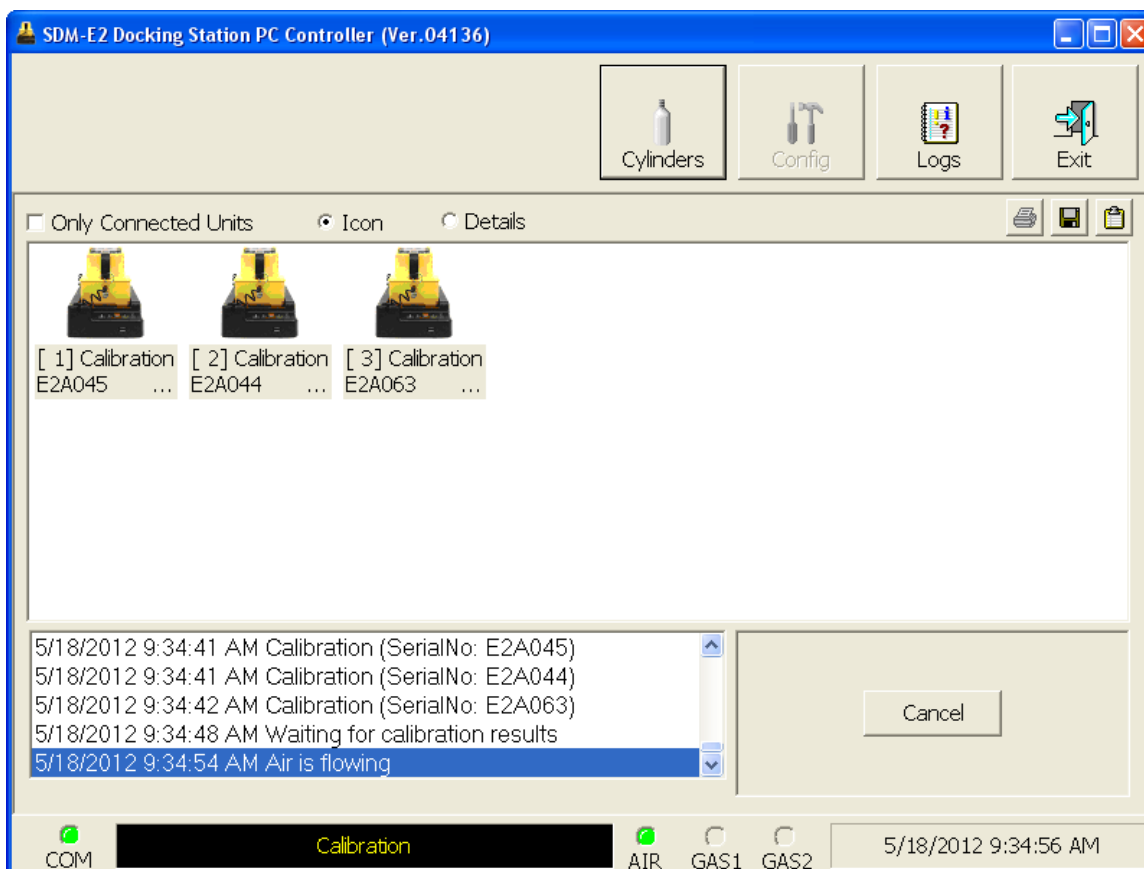 SDM-E2 Docking Station PC Controller (Ver.04136)
Cylinders
Config
Logs
Exit
Only Connected Units
Icon
Details
[ 1] Calibration
E2A045 ...
[ 2] Calibration
E2A044 ...
[ 3] Calibration
E2A063 ...
5/18/2012 9:34:41 AM Calibration (SerialNo: E2A045)
5/18/2012 9:34:41 AM Calibration (SerialNo: E2A044)
5/18/2012 9:34:42 AM Calibration (SerialNo: E2A063)
5/18/2012 9:34:48 AM Waiting for calibration results
5/18/2012 9:34:54 AM Air is flowing
Cancel
COM
Calibration
AIR
GAS1
GAS2
5/18/2012 9:34:56 AM